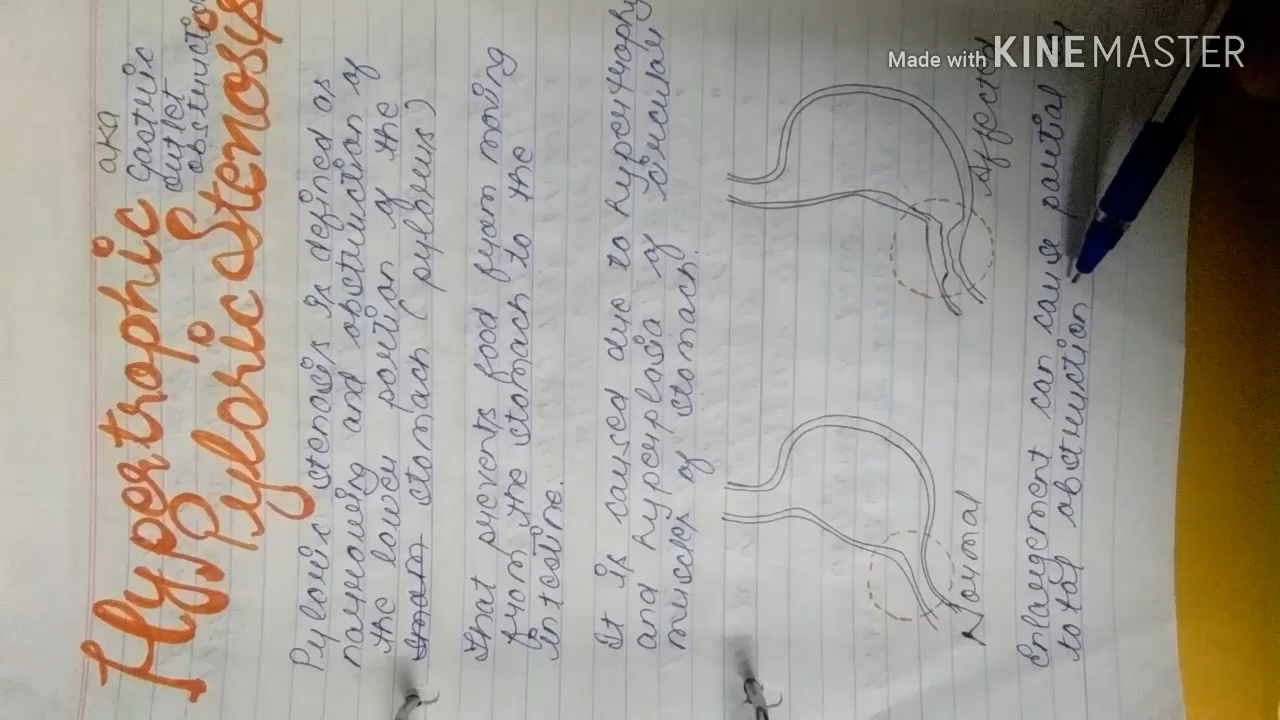 Hypertrophic
Pyloric Stenosis
aka
Gastric
outlet
obstruction
Pyloric stenosis is defined as
narrowing and obstruction of
the lower portion of the
stomach (pylorus)
that prevents food from moving
from the stomach to the
intestine.
It is caused due to hypertrophy
and hyperplasia of circular
muscles of stomach.
Normal
Affected
Enlargement can cause partial or
to total obstruction
Made with KINEMASTER